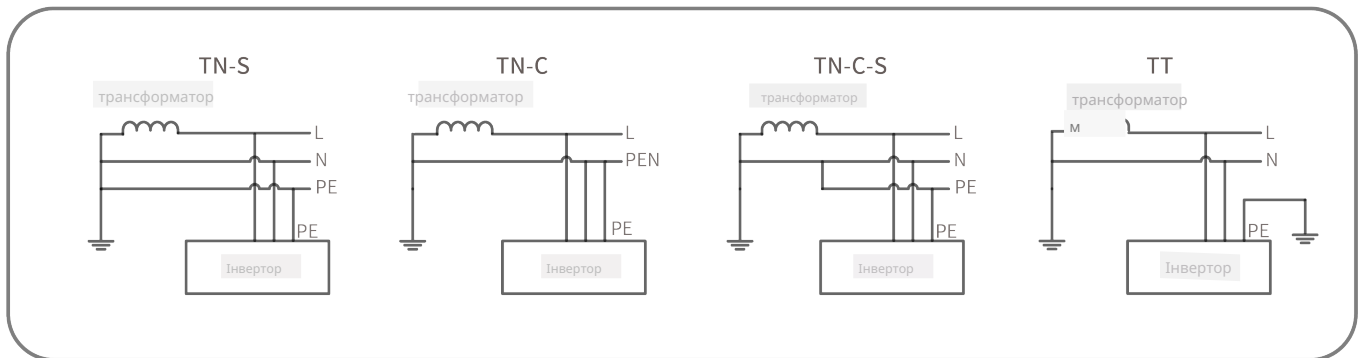 TN-S
трансформатор
L
N
PE
PE
Інвертор
TN-C
трансформатор
L
PEN
PE
Інвертор
TN-C-S
трансформатор
L
N
PE
PE
Інвертор
TT
трансформатор
м
L
N
PE
Інвертор